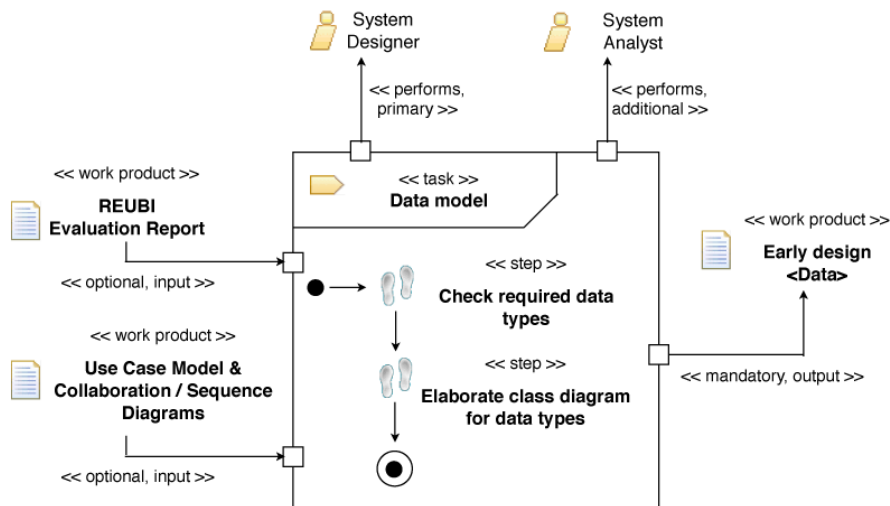 System
Designer
System
Analyst
<< performs,
primary >>
<< performs,
additional >>
<< work product >>
REUBI
Evaluation Report
<< optional, input >>
<< task >>
Data model
<< work product >>
Early design
<Data>
<< mandatory, output >>
<< step >>
Check required data
types
<< work product >>
Use Case Model &
Collaboration / Sequence
Diagrams
<< optional, input >>
<< step >>
Elaborate class diagram
for data types